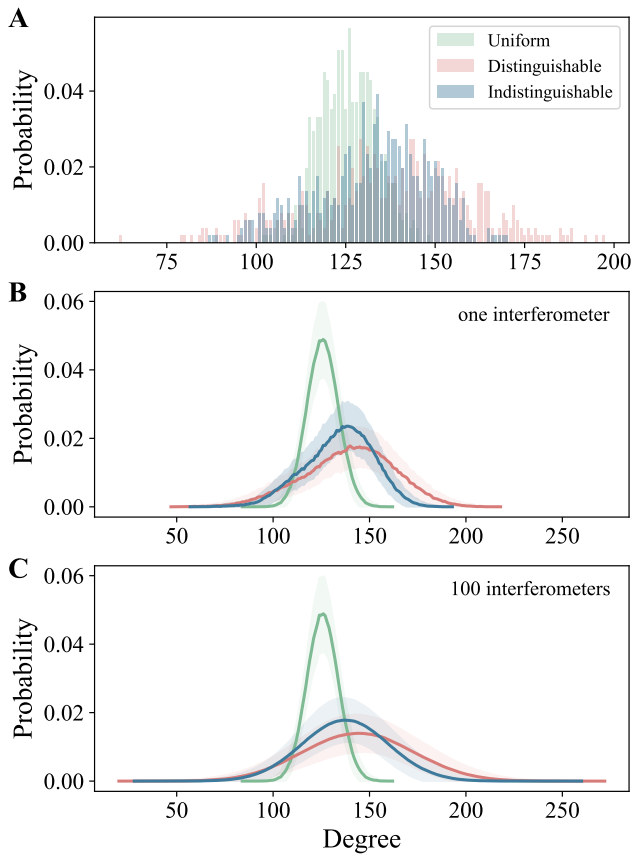 A
Probability
0.04
0.02
0.00
Uniform
Distinguishable
Indistinguishable
75
100
125
150
175
200
B
Probability
0.06
0.04
0.02
0.00
one interferometer
50
100
150
200
250
C
Probability
0.06
0.04
0.02
0.00
100 interferometers
50
100
150
200
250
Degree